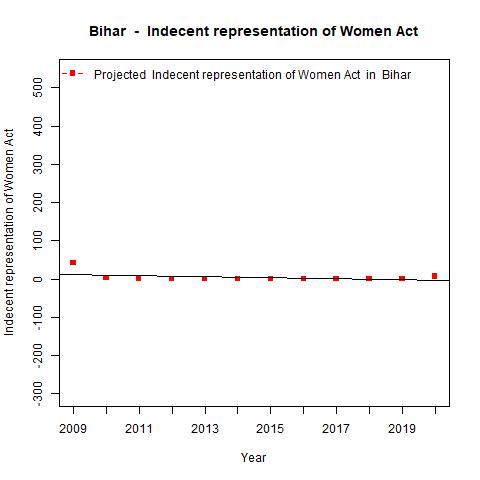 Bihar - Indecent representation of Women Act
Projected Indecent representation of Women Act in Bihar
Indecent representation of Women Act
500
400
300
200
100
0
-100
-200
-300
2009 2011 2013 2015 2017 2019
Year